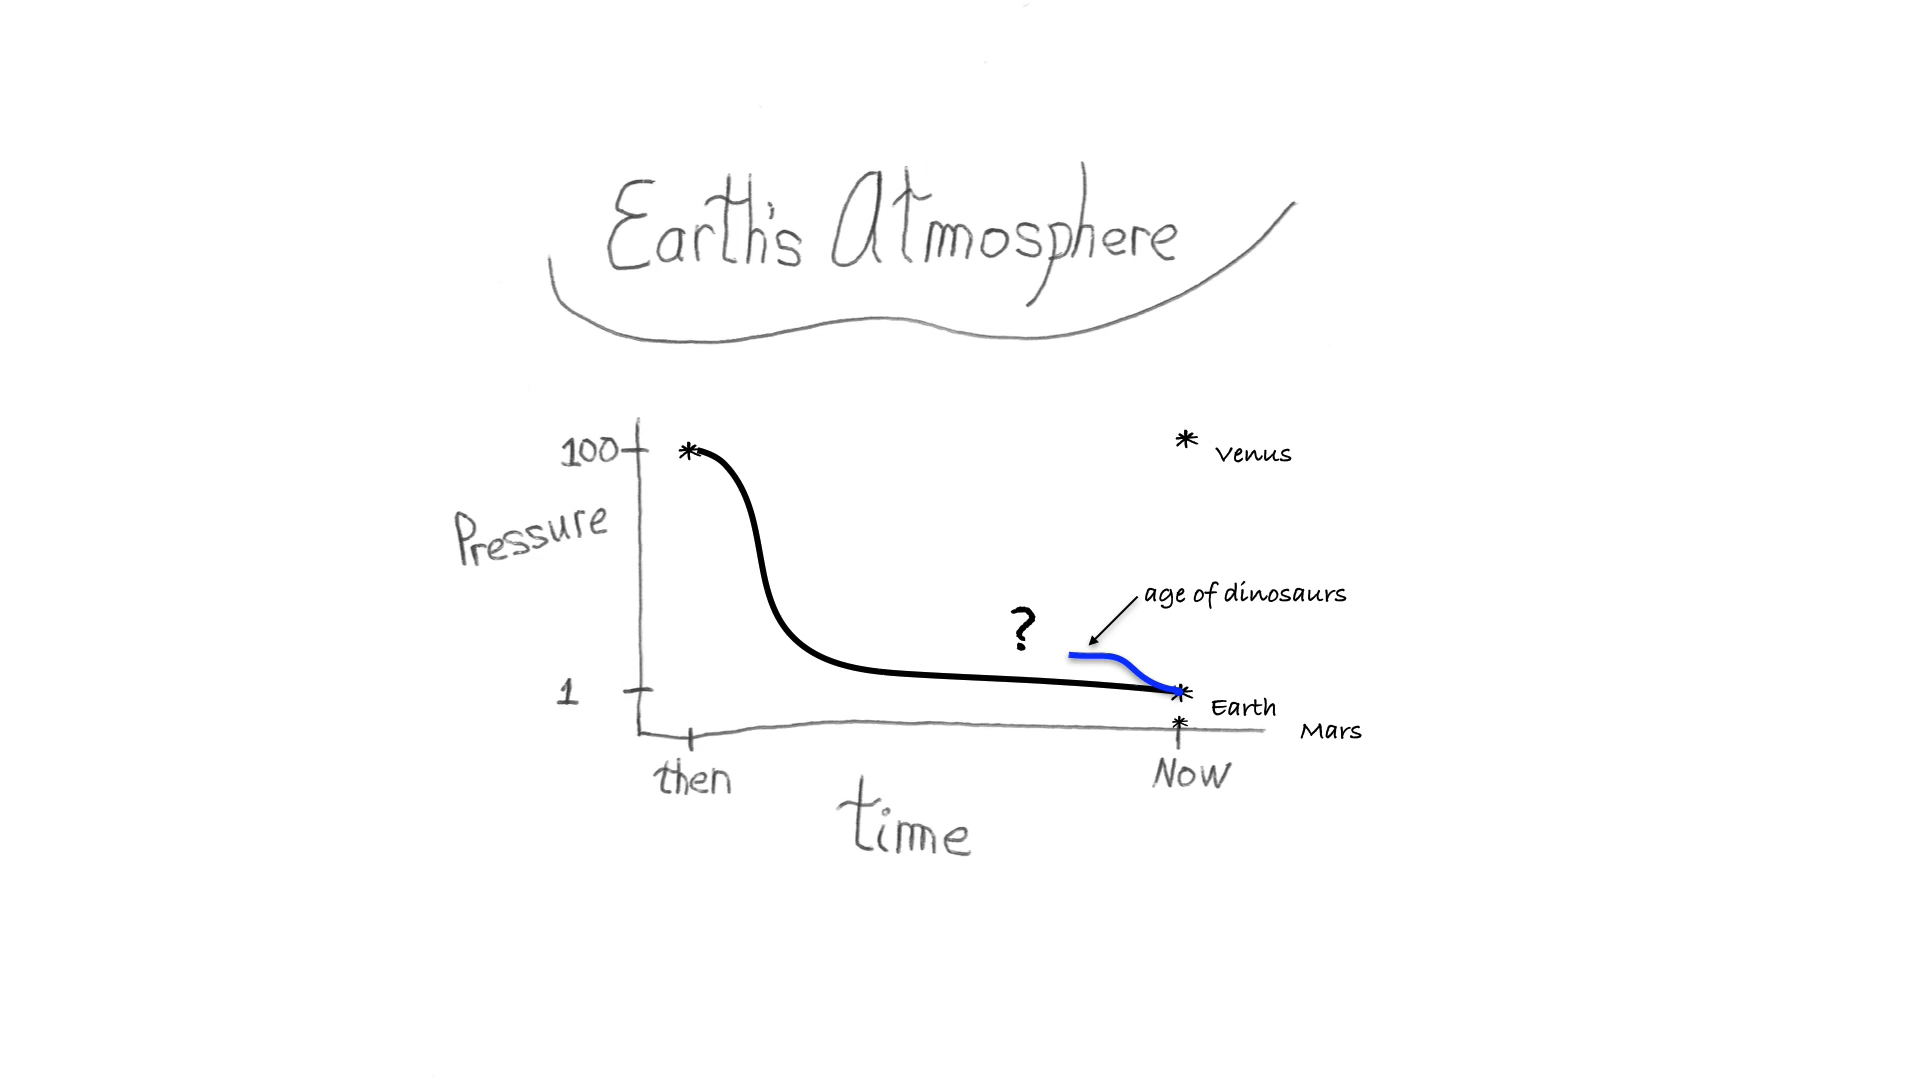 Earth's Atmosphere
100
Venus
Pressure
age of dinosaurs
?
1
Earth
Mars
then
Now
time